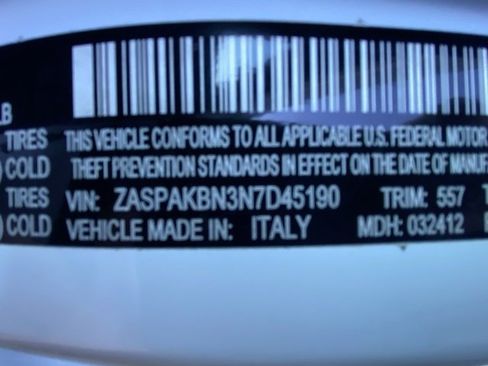 LB
TIRES THIS VEHICLE CONFORMS TO ALL APPLICABLE U.S. FEDERAL MOTOR
COLD THEFT PREVENTION STANDARDS IN EFFECT ON THE DATE OF MANUF
TIRES VIN: ZASPAKBN3N7D45190 TRIM: 557
COLD VEHICLE MADE IN: ITALY MDH: 032412